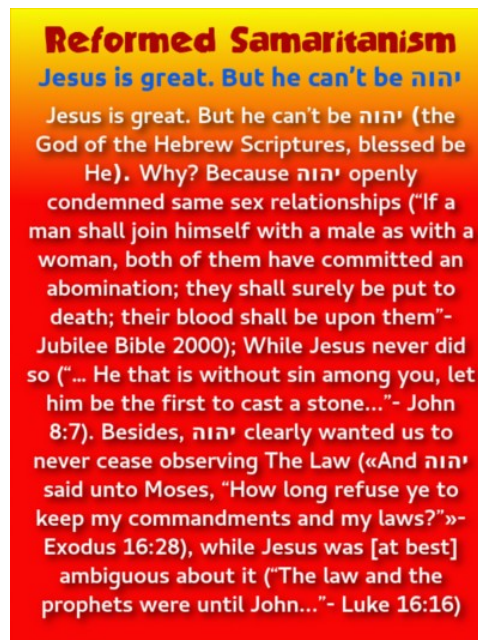 Reformed Samaritanism
Jesus is great. But he can't be יהוה
Jesus is great. But he can't be יהוה (the
God of the Hebrew Scriptures, blessed be
He). Why? Because יהוה openly
condemned same sex relationships (“If a
man shall join himself with a male as with a
woman, both of them have committed an
abomination; they shall surely be put to
death; their blood shall be upon them”-
Jubilee Bible 2000); While Jesus never did
so (“... He that is without sin among you, let
him be the first to cast a stone...”- John
8:7). Besides, יהוה clearly wanted us to
never cease observing The Law («And יהוה
said unto Moses, “How long refuse ye to
keep my commandments and my laws?”»-
Exodus 16:28), while Jesus was [at best]
ambiguous about it (“The law and the
prophets were until John...”- Luke 16:16)